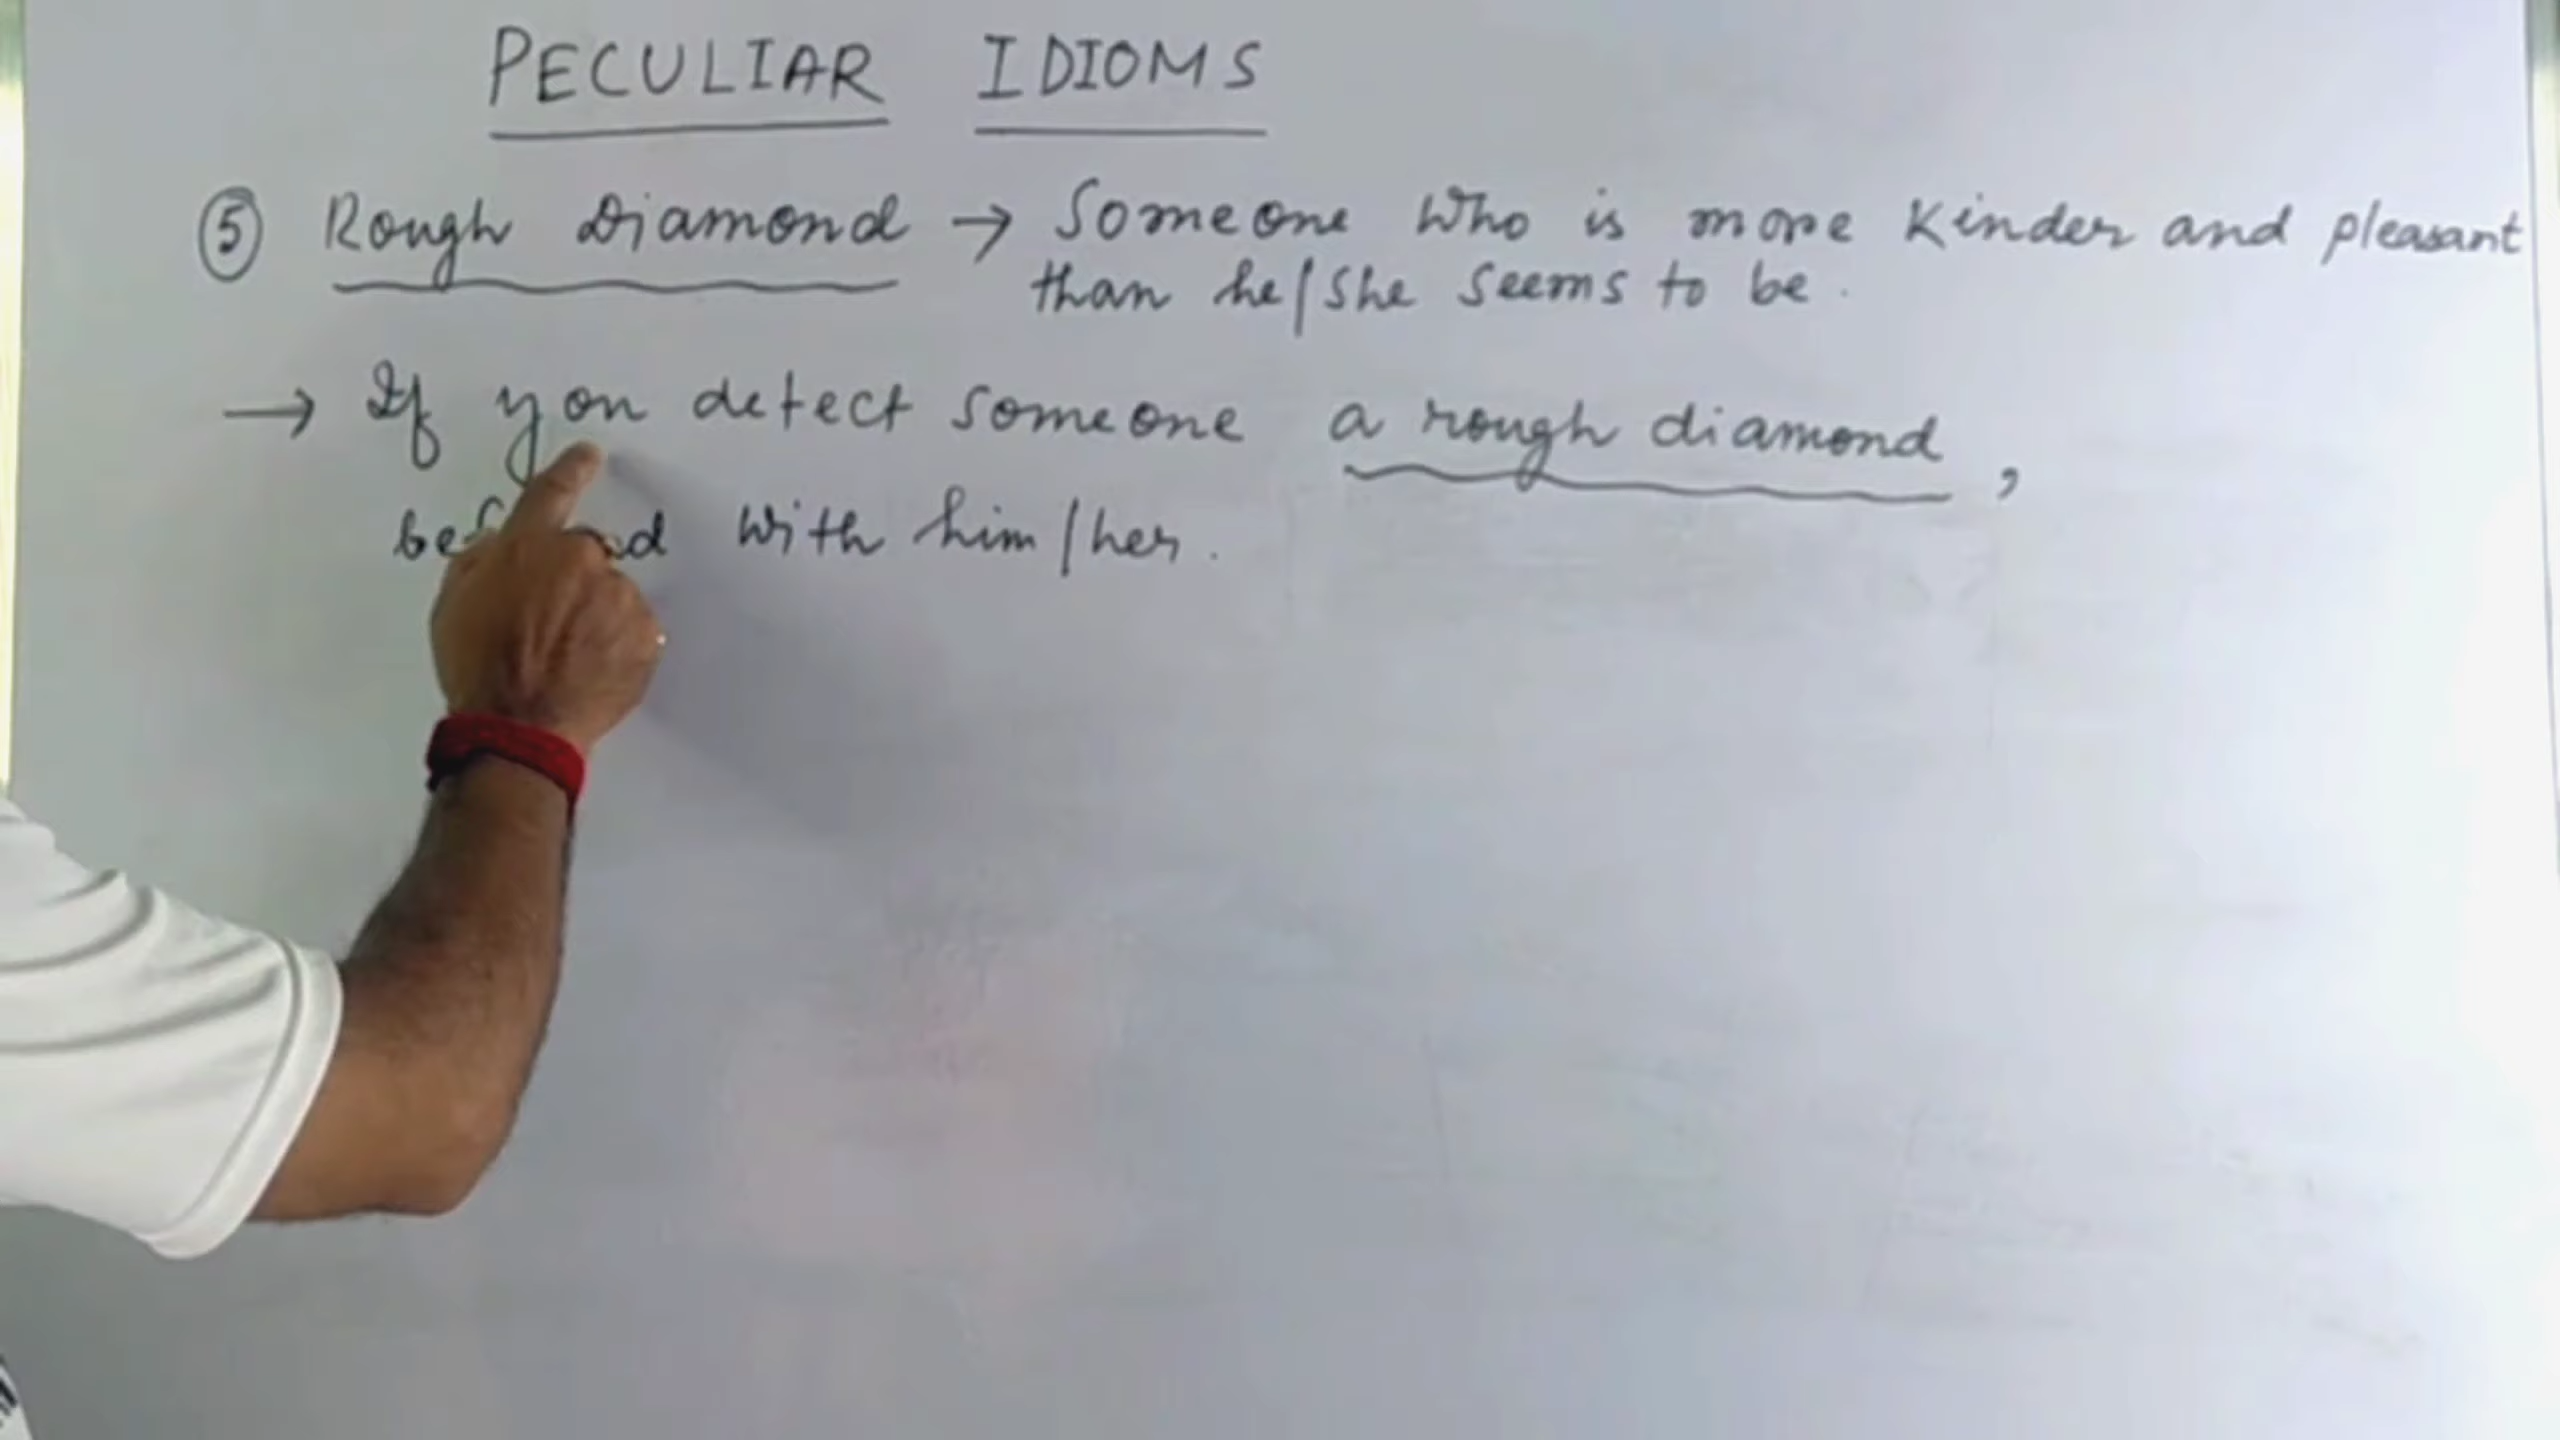 PECULIAR IDIOMS
⑤ Rough Diamond → Someone who is more kinder and pleasant
than he/she seems to be.
→ If you detect someone a rough diamond,
with him/her.